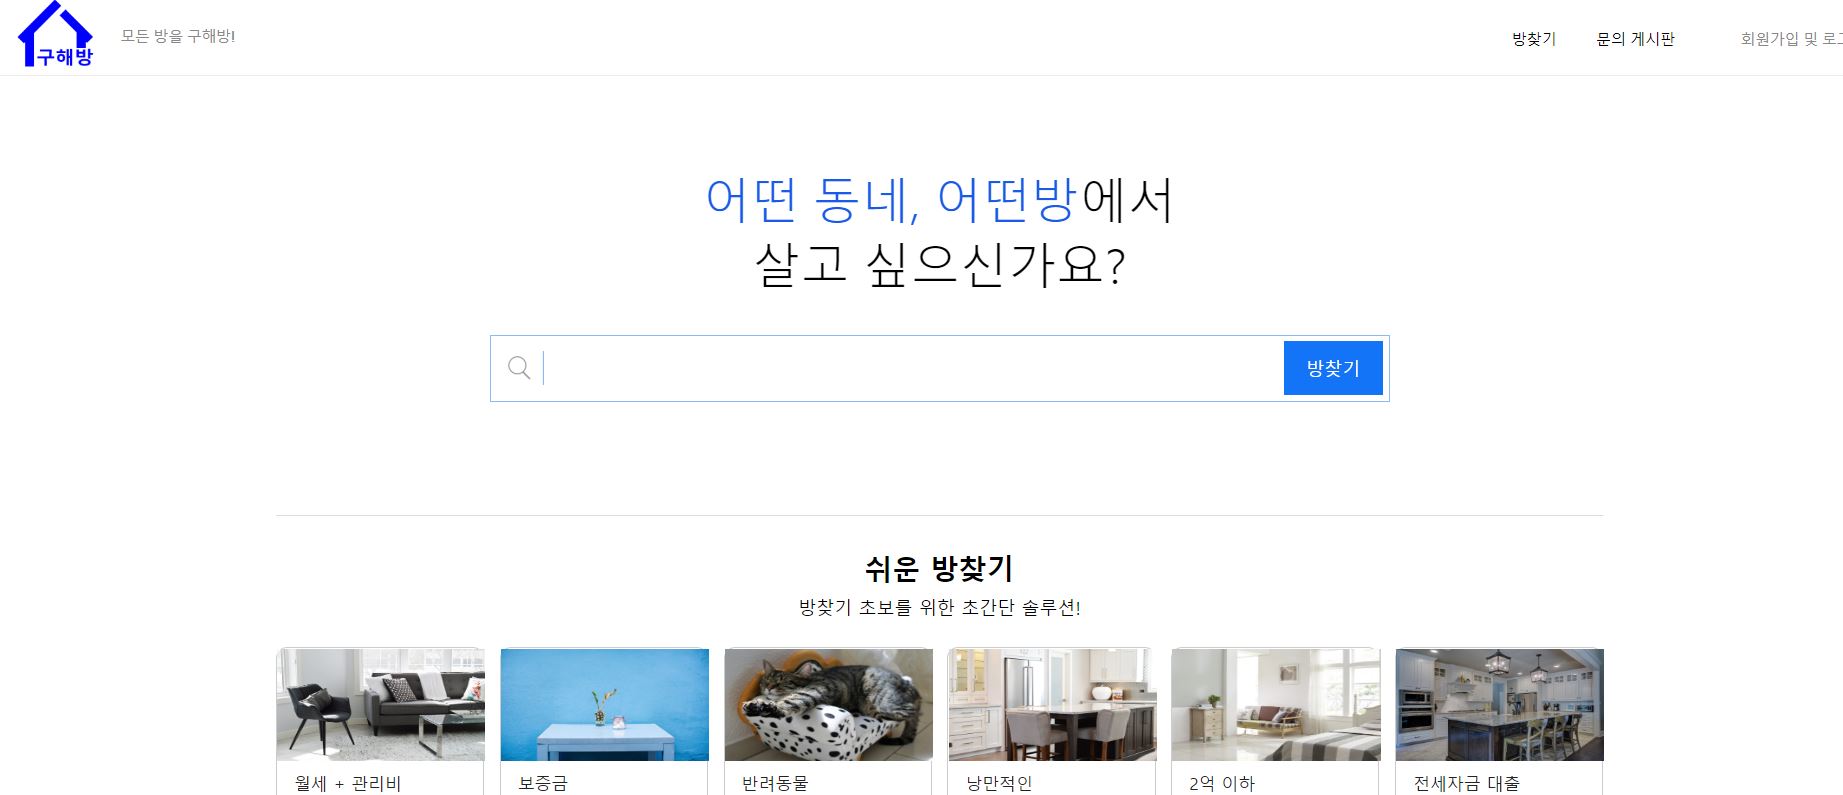 구해방
모든 방을 구해방!
방찾기
문의 게시판
회원가입 및
어떤 동네, 어떤방에서
살고 싶으신가요?
방찾기
쉬운 방찾기
방찾기 초보를 위한 초간단 솔루션!
월세 + 관리비
보증금
반려동물
낭만적인
2억 이하
전세자금 대출